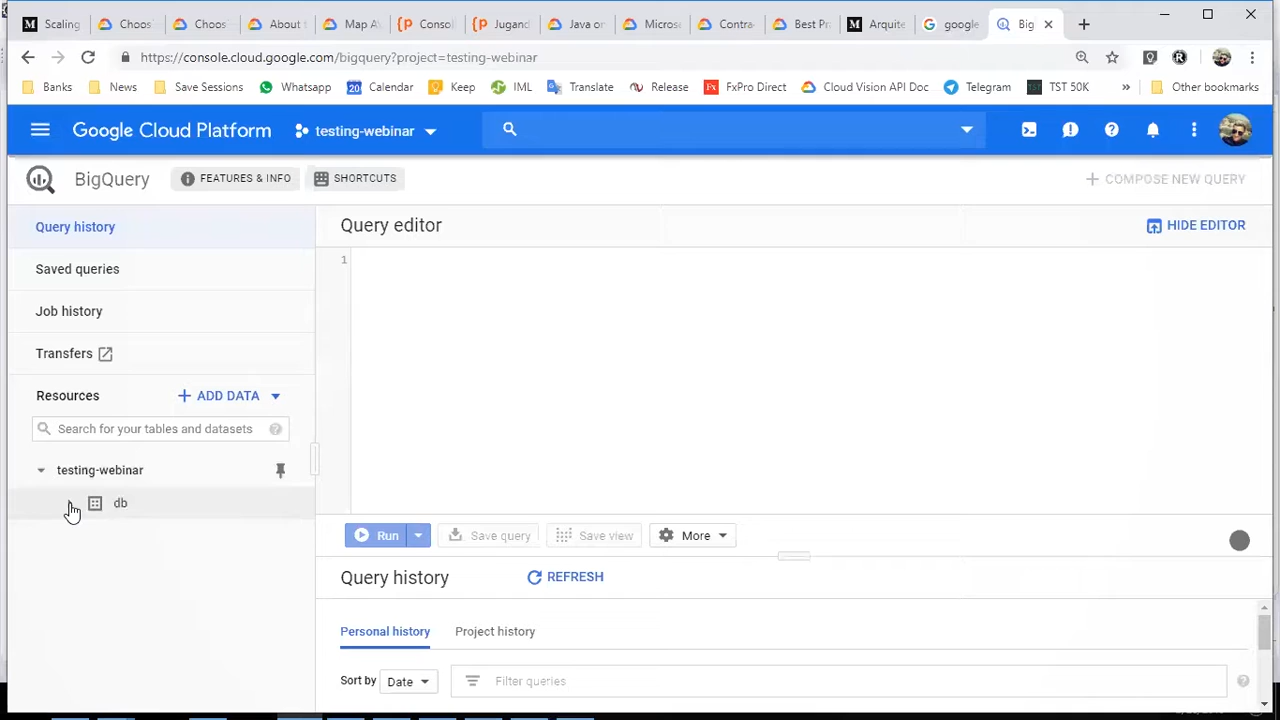 Scaling
Choos
Choos
About t
Map A
Conso
Jugand
Java or
Micros
Contra
Best Pr
Arquite
google
Big
https://console.cloud.google.com/bigquery?project=testing-webinar
Banks News Save Sessions Whatsapp Calendar Keep IML Translate Release FxPro Direct Cloud Vision API Doc Telegram TST 50K » Other bookmarks
Google Cloud Platform testing-webinar
BigQuery FEATURES & INFO SHORTCUTS + COMPOSE NEW QUERY
Query history
Saved queries
Job history
Transfers
Resources + ADD DATA
Search for your tables and datasets
testing-webinar
db
Query editor HIDE EDITOR
1
Run Save query Save view More
Query history REFRESH
Personal history Project history
Sort by Date Filter queries